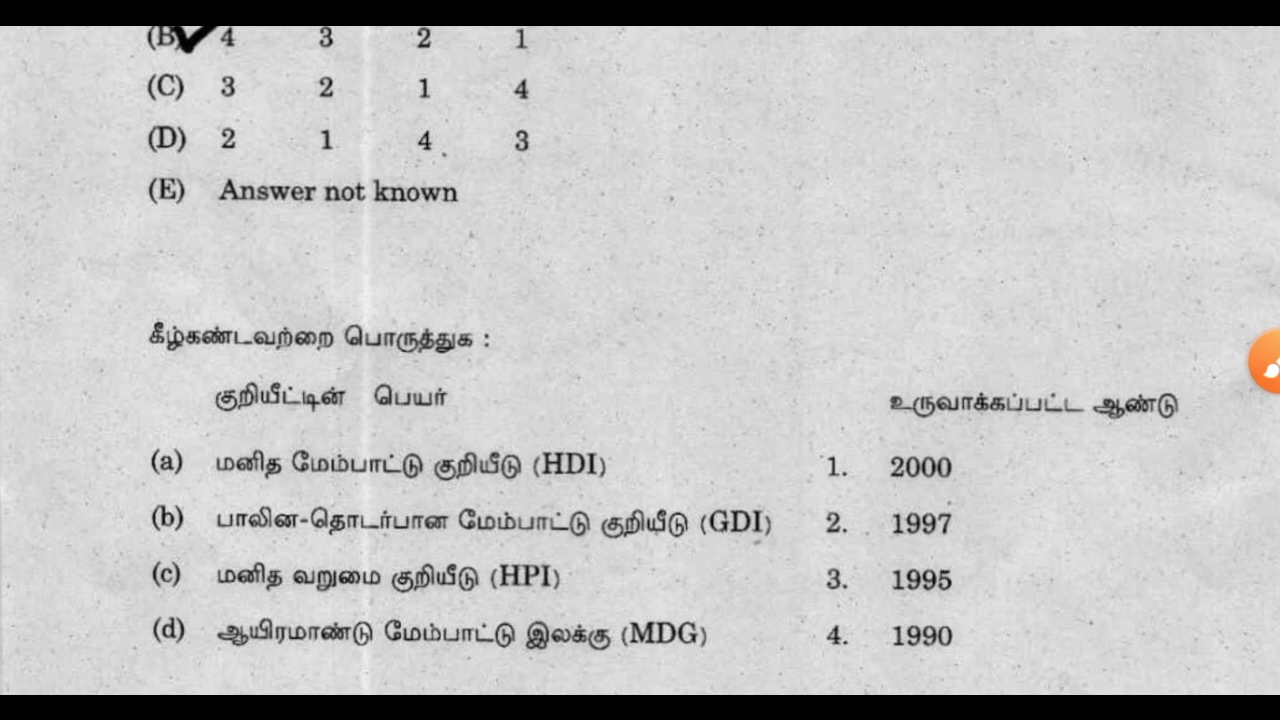 (B) 4 3 2 1
(C) 3 2 1 4
(D) 2 1 4 3
(E) Answer not known
கீழ்கண்டவற்றை பொருத்துக :
குறியீட்டின் பெயர் உருவாக்கப்பட்ட ஆண்டு
(a) மனித மேம்பாட்டு குறியீடு (HDI) 1. 2000
(b) பாலின-தொடர்பான மேம்பாட்டு குறியீடு (GDI) 2. 1997
(c) மனித வறுமை குறியீடு (HPI) 3. 1995
(d) ஆயிரமாண்டு மேம்பாட்டு இலக்கு (MDG) 4. 1990